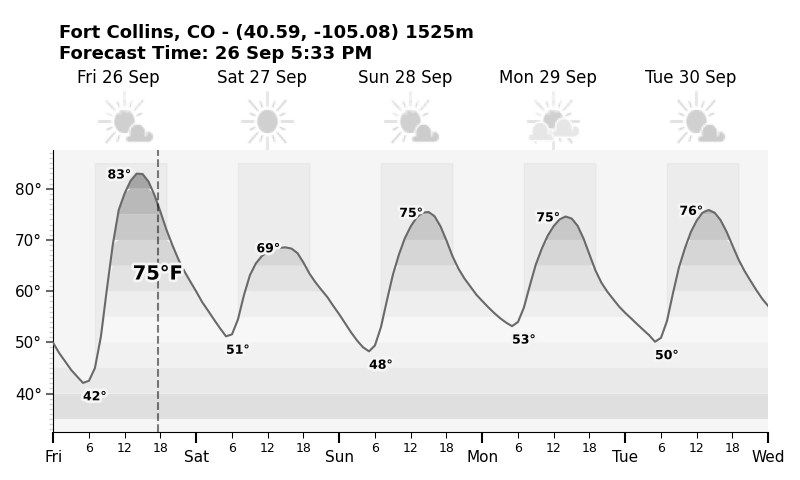 Fort Collins, CO - (40.59, -105.08) 1525m
Forecast Time: 26 Sep 5:33 PM
Fri 26 Sep Sat 27 Sep Sun 28 Sep Mon 29 Sep Tue 30 Sep
80°
70°
60°
50°
40°
83°
75°F
42°
69°
51°
75°
48°
75°
53°
76°
50°
6 12 18 6 12 18 6 12 18 6 12 18 6 12 18
Fri Sat Sun Mon Tue Wed